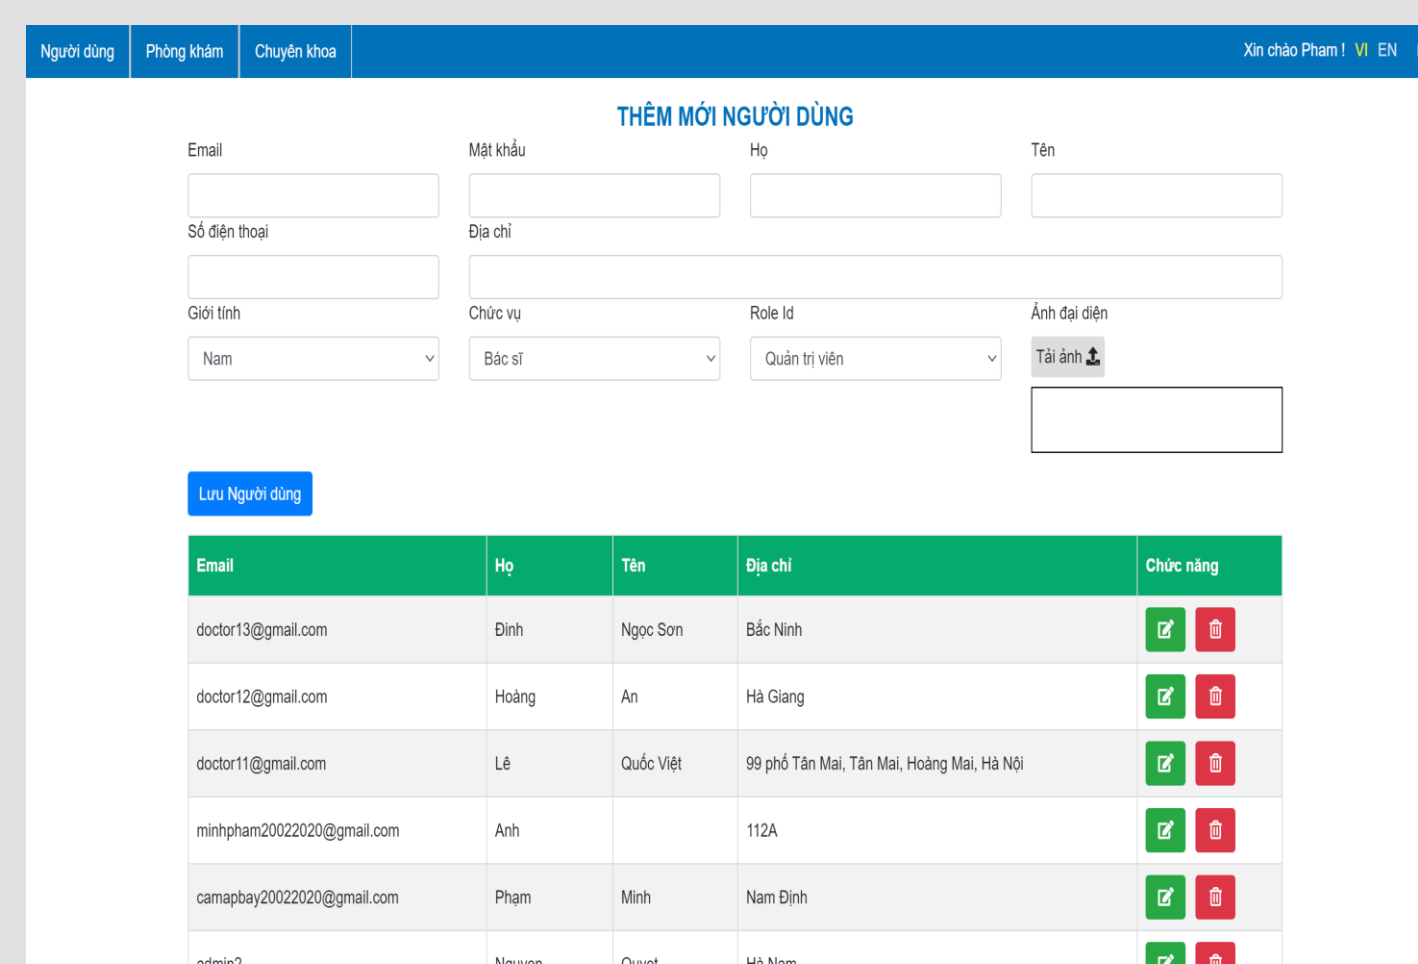 Người dùng Phòng khám Chuyên khoa Xin chào Pham ! VI EN
THÊM MỚI NGƯỜI DÙNG
Email Mật khẩu Họ Tên
Số điện thoại Địa chỉ
Giới tính Chức vụ Role Id Ảnh đại diện
Nam Bác sĩ Quản trị viên Tải ảnh
Lưu Người dùng
Email Họ Tên Địa chỉ Chức năng
doctor13@gmail.com Đinh Ngọc Sơn Bắc Ninh
doctor12@gmail.com Hoàng An Hà Giang
doctor11@gmail.com Lê Quốc Việt 99 phố Tân Mai, Tân Mai, Hoàng Mai, Hà Nội
minhpham20022020@gmail.com Anh 112A
camapbay20022020@gmail.com Phạm Minh Nam Định
admin2 Nguyen Quyet Hà Nam